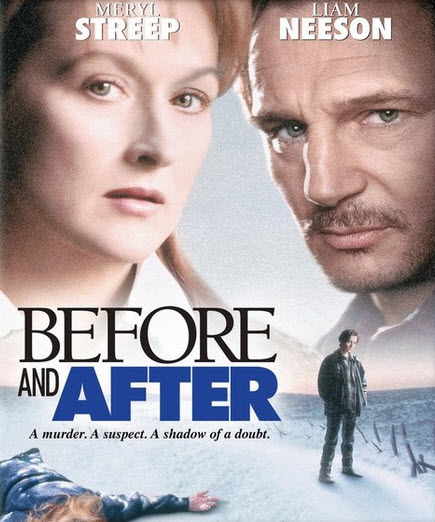 MERYL LIAM
STREEP NEESON
BEFORE
AND AFTER
A murder. A suspect. A shadow of a doubt.